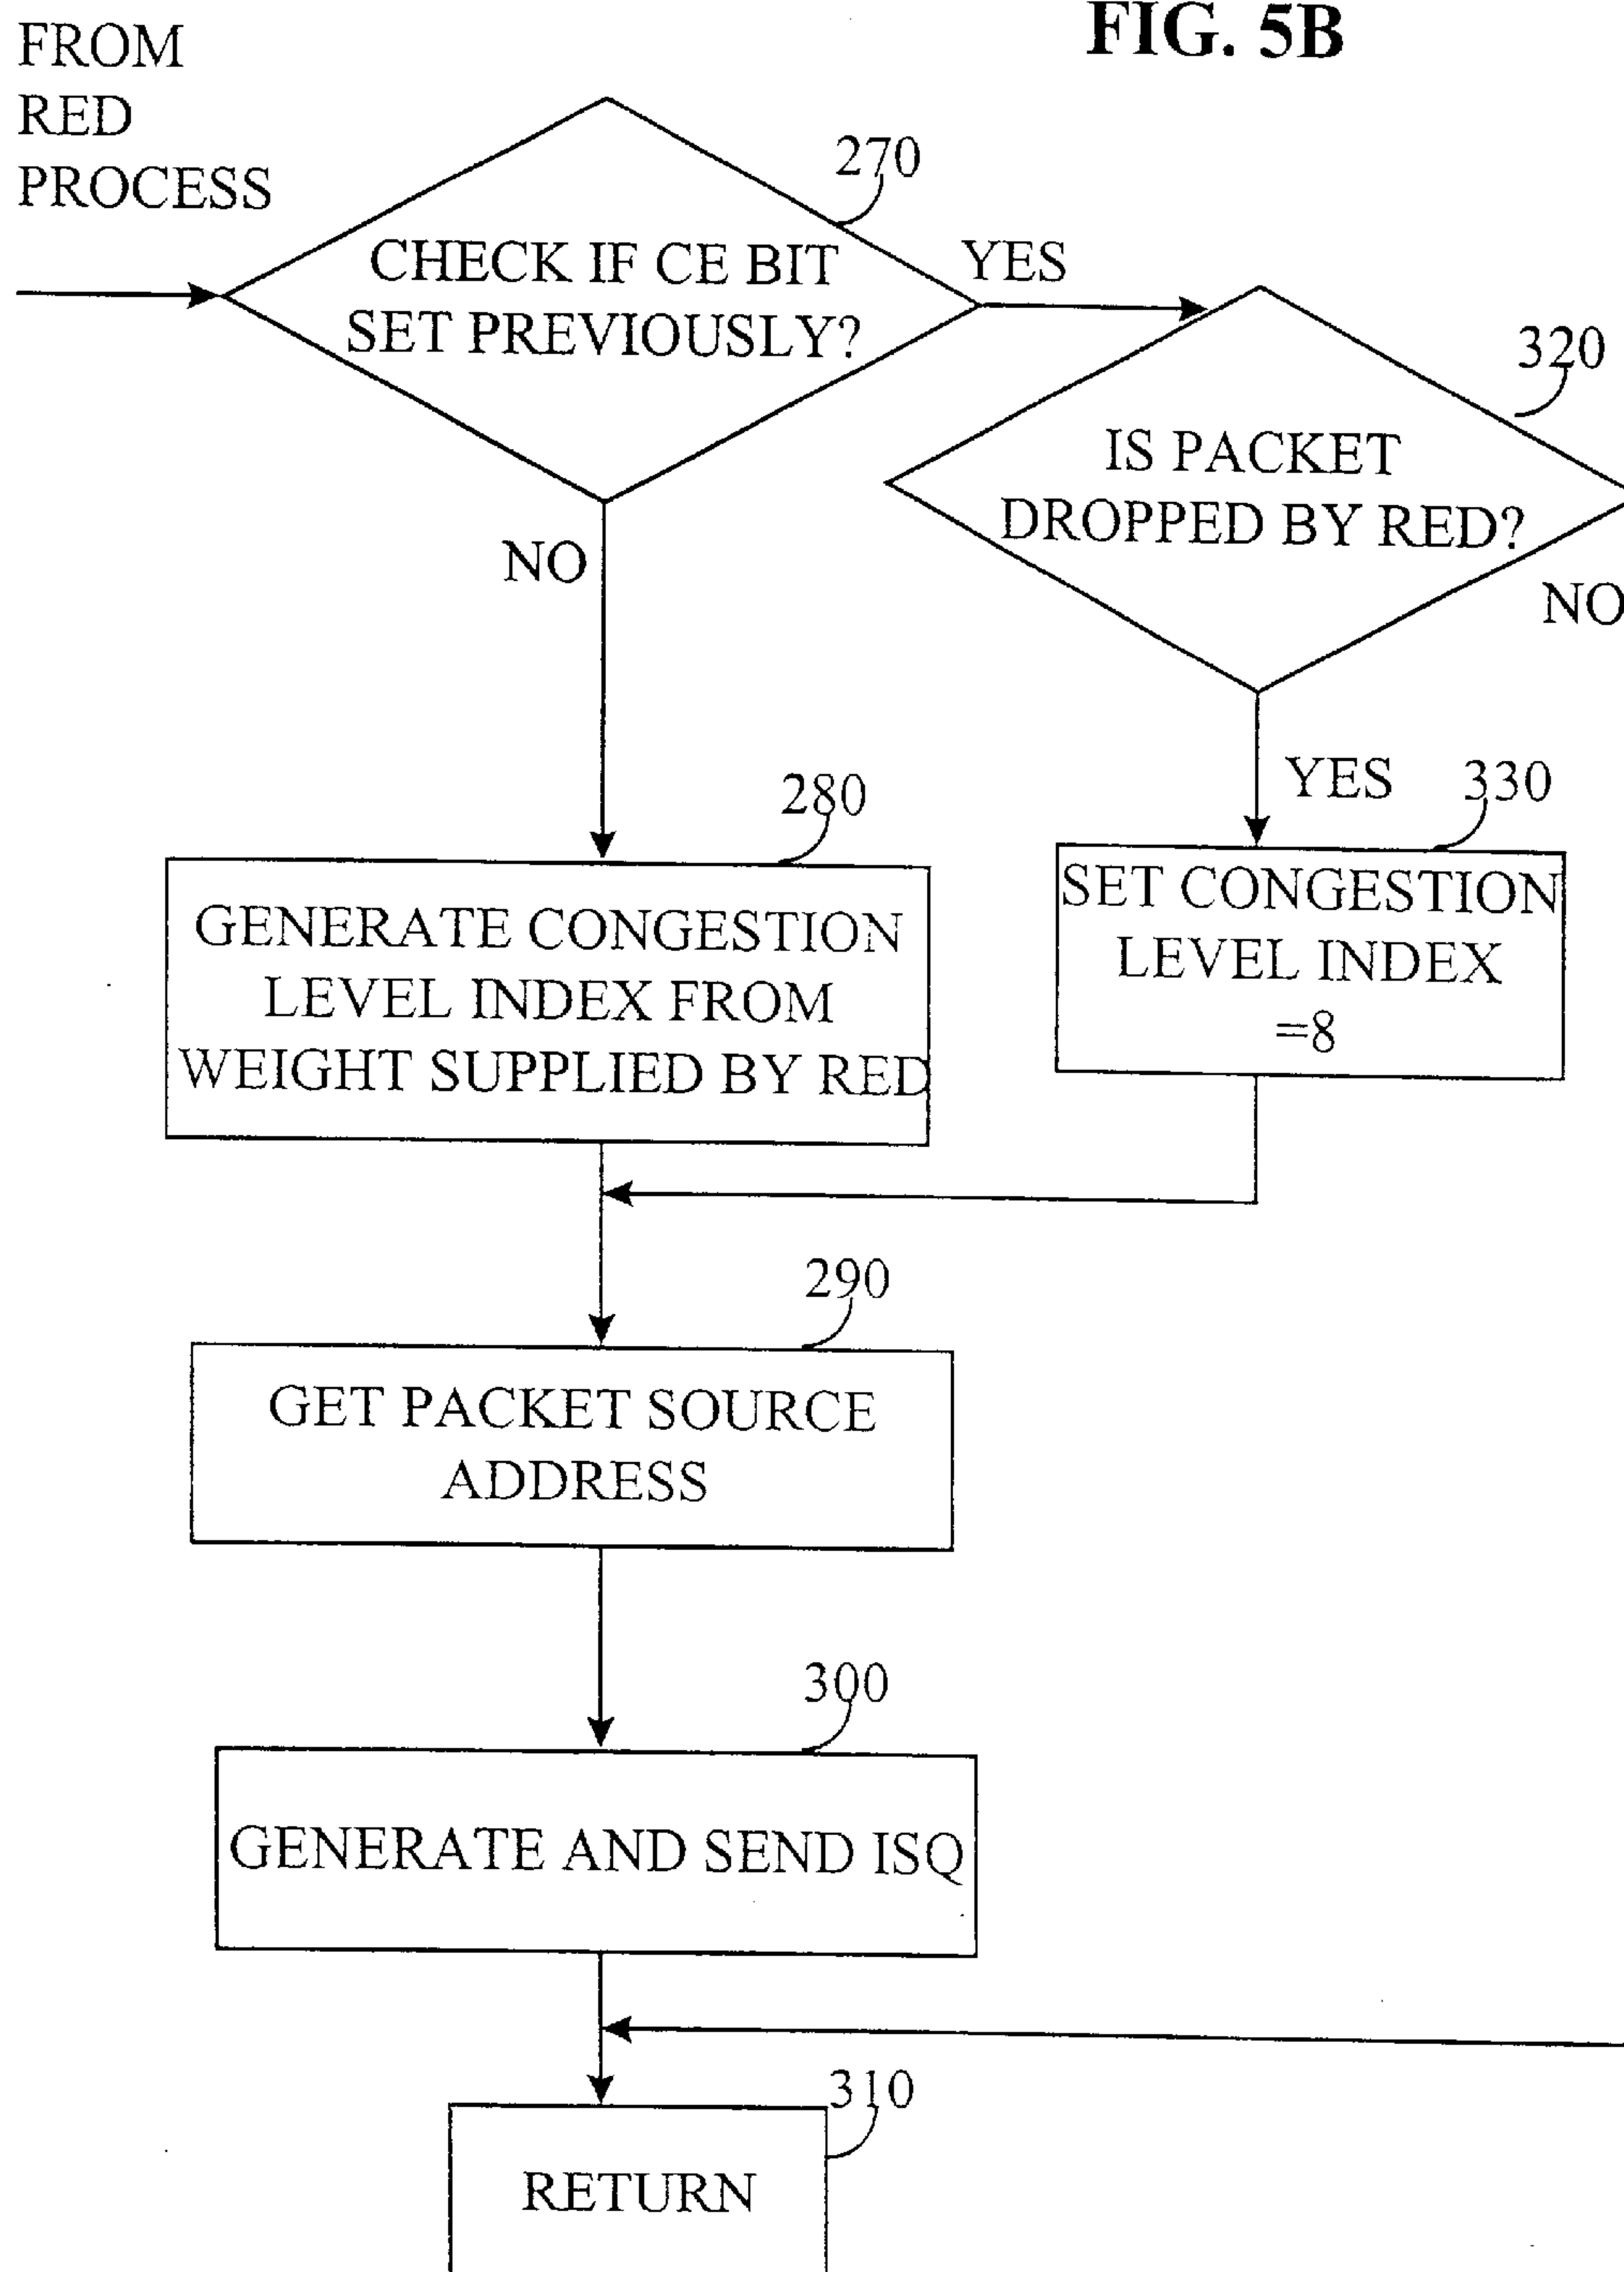 FIG. 5B
FROM
RED
PROCESS
270
CHECK IF CE BIT
SET PREVIOUSLY?
YES
NO
320
IS PACKET
DROPPED BY RED?
NO
YES
280
GENERATE CONGESTION
LEVEL INDEX FROM
WEIGHT SUPPLIED BY RED
330
SET CONGESTION
LEVEL INDEX
=8
290
GET PACKET SOURCE
ADDRESS
300
GENERATE AND SEND ISQ
310
RETURN